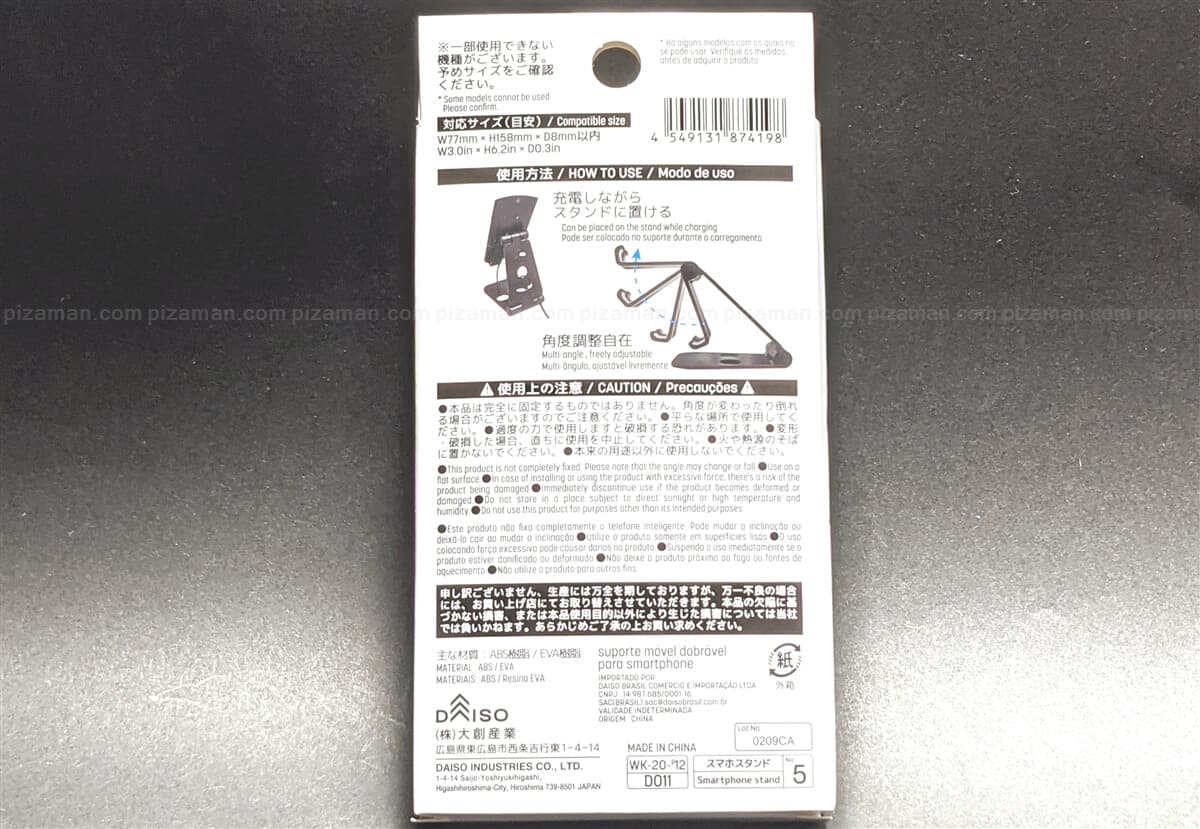 ※一部使用できない
機種がございます。
予めサイズをご確認
ください。
* Some models cannot be used
Please confirm.
* Há alguns modelos com os quais não
se pode usar. Verifique as medidas
antes de adquirir o produto
対応サイズ(目安) / Compatible size
W77mm × H158mm × D8mm以内
W3.0in × H6.2in × D0.3in
4 549131 874198
使用方法 / HOW TO USE / Modo de uso
充電しながら
スタンドに置ける
Can be placed on the stand while charging
Pode ser colocado no suporte durante o carregamento
pizaman.com pizaman.com pizaman.com pizaman.com pizaman.com pizaman.com pizaman.com pizaman.com
角度調整自在
Multi-angle , freely adjustable
Multi-ângulo, ajustável livremente
使用上の注意 / CAUTION / Precauções
●本品は完全に固定するものではありません。角度が変わったり倒れ
る場合がございますのでご注意ください。●平らな場所で使用してく
ださい。●過度の力で使用しますと破損する恐れがあります。●変形
・破損した場合、直ちに使用を中止してください。●火や熱源のそば
に置かないでください。●本来の用途以外に使用しないでください。
●This product is not completely fixed. Please note that the angle may change or fall ●Use on a
flat surface ●In case of installing or using the product with excessive force, there's a risk of the
product being damaged ●Immediately discontinue use if the product becomes deformed or
damaged. ●Do not store in a place subject to direct sunlight or high temperature and
humidity. ●Do not use this product for purposes other than its intended purposes.
●Este produto não fixa completamente o telefone inteligente. Pode mudar a inclinação ou
deixá-lo cair ao mudar a inclinação ●Utilize o produto somente em superfícies lisas ●O uso
colocando força excessiva pode causar danos no produto ●Suspenda o uso imediatamente se o
produto estiver danificado ou deformado ●Não deixe o produto próximo ao fogo ou fontes de
aquecimento ●Não utilize o produto para outros fins.
申し訳ございません、生産には万全を期しておりますが、万一不良の場合
には、お買い上げ店にてお取り替えさせていただきます。本品の欠陥に基
づかない損害、または本品使用目的以外により生じた損害については当社
では負いかねます。あらかじめご了承の上お買い求めください。
主な材質:ABS樹脂 / EVA樹脂
MATERIAL : ABS / EVA
MATERIAIS : ABS / Resina EVA
suporte móvel dobrável
para smartphone
IMPORTADO POR
DAISO BRASIL COMÉRCIO E IMPORTAÇÃO LTDA
CNPJ : 14 987 685/0001-16
SAC(BRASIL) sac@daisobrasil.com.br
VALIDADE INDETERMINADA
ORIGEM : CHINA
紙
外箱
DAISO
(株)大創産業
広島県東広島市西条吉行東1-4-14
DAISO INDUSTRIES CO., LTD.
1-4-14 Saijo-Yoshiyukihigashi,
Higashihiroshima-City, Hiroshima 739-8501 JAPAN
Lot No
0209CA
MADE IN CHINA
WK-20-P12
D011
スマホスタンド
Smartphone stand
No
5